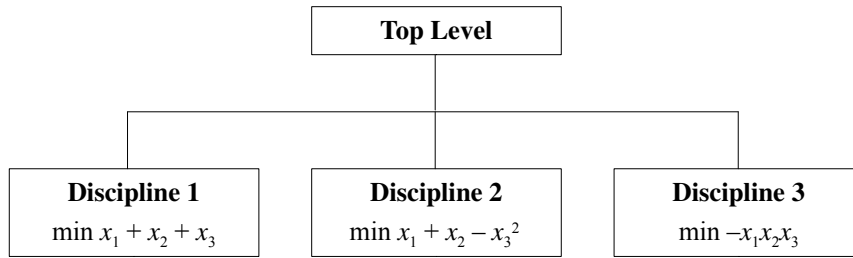 Top Level
Discipline 1
min x₁ + x₂ + x₃
Discipline 2
min x₁ + x₂ – x₃²
Discipline 3
min –x₁x₂x₃